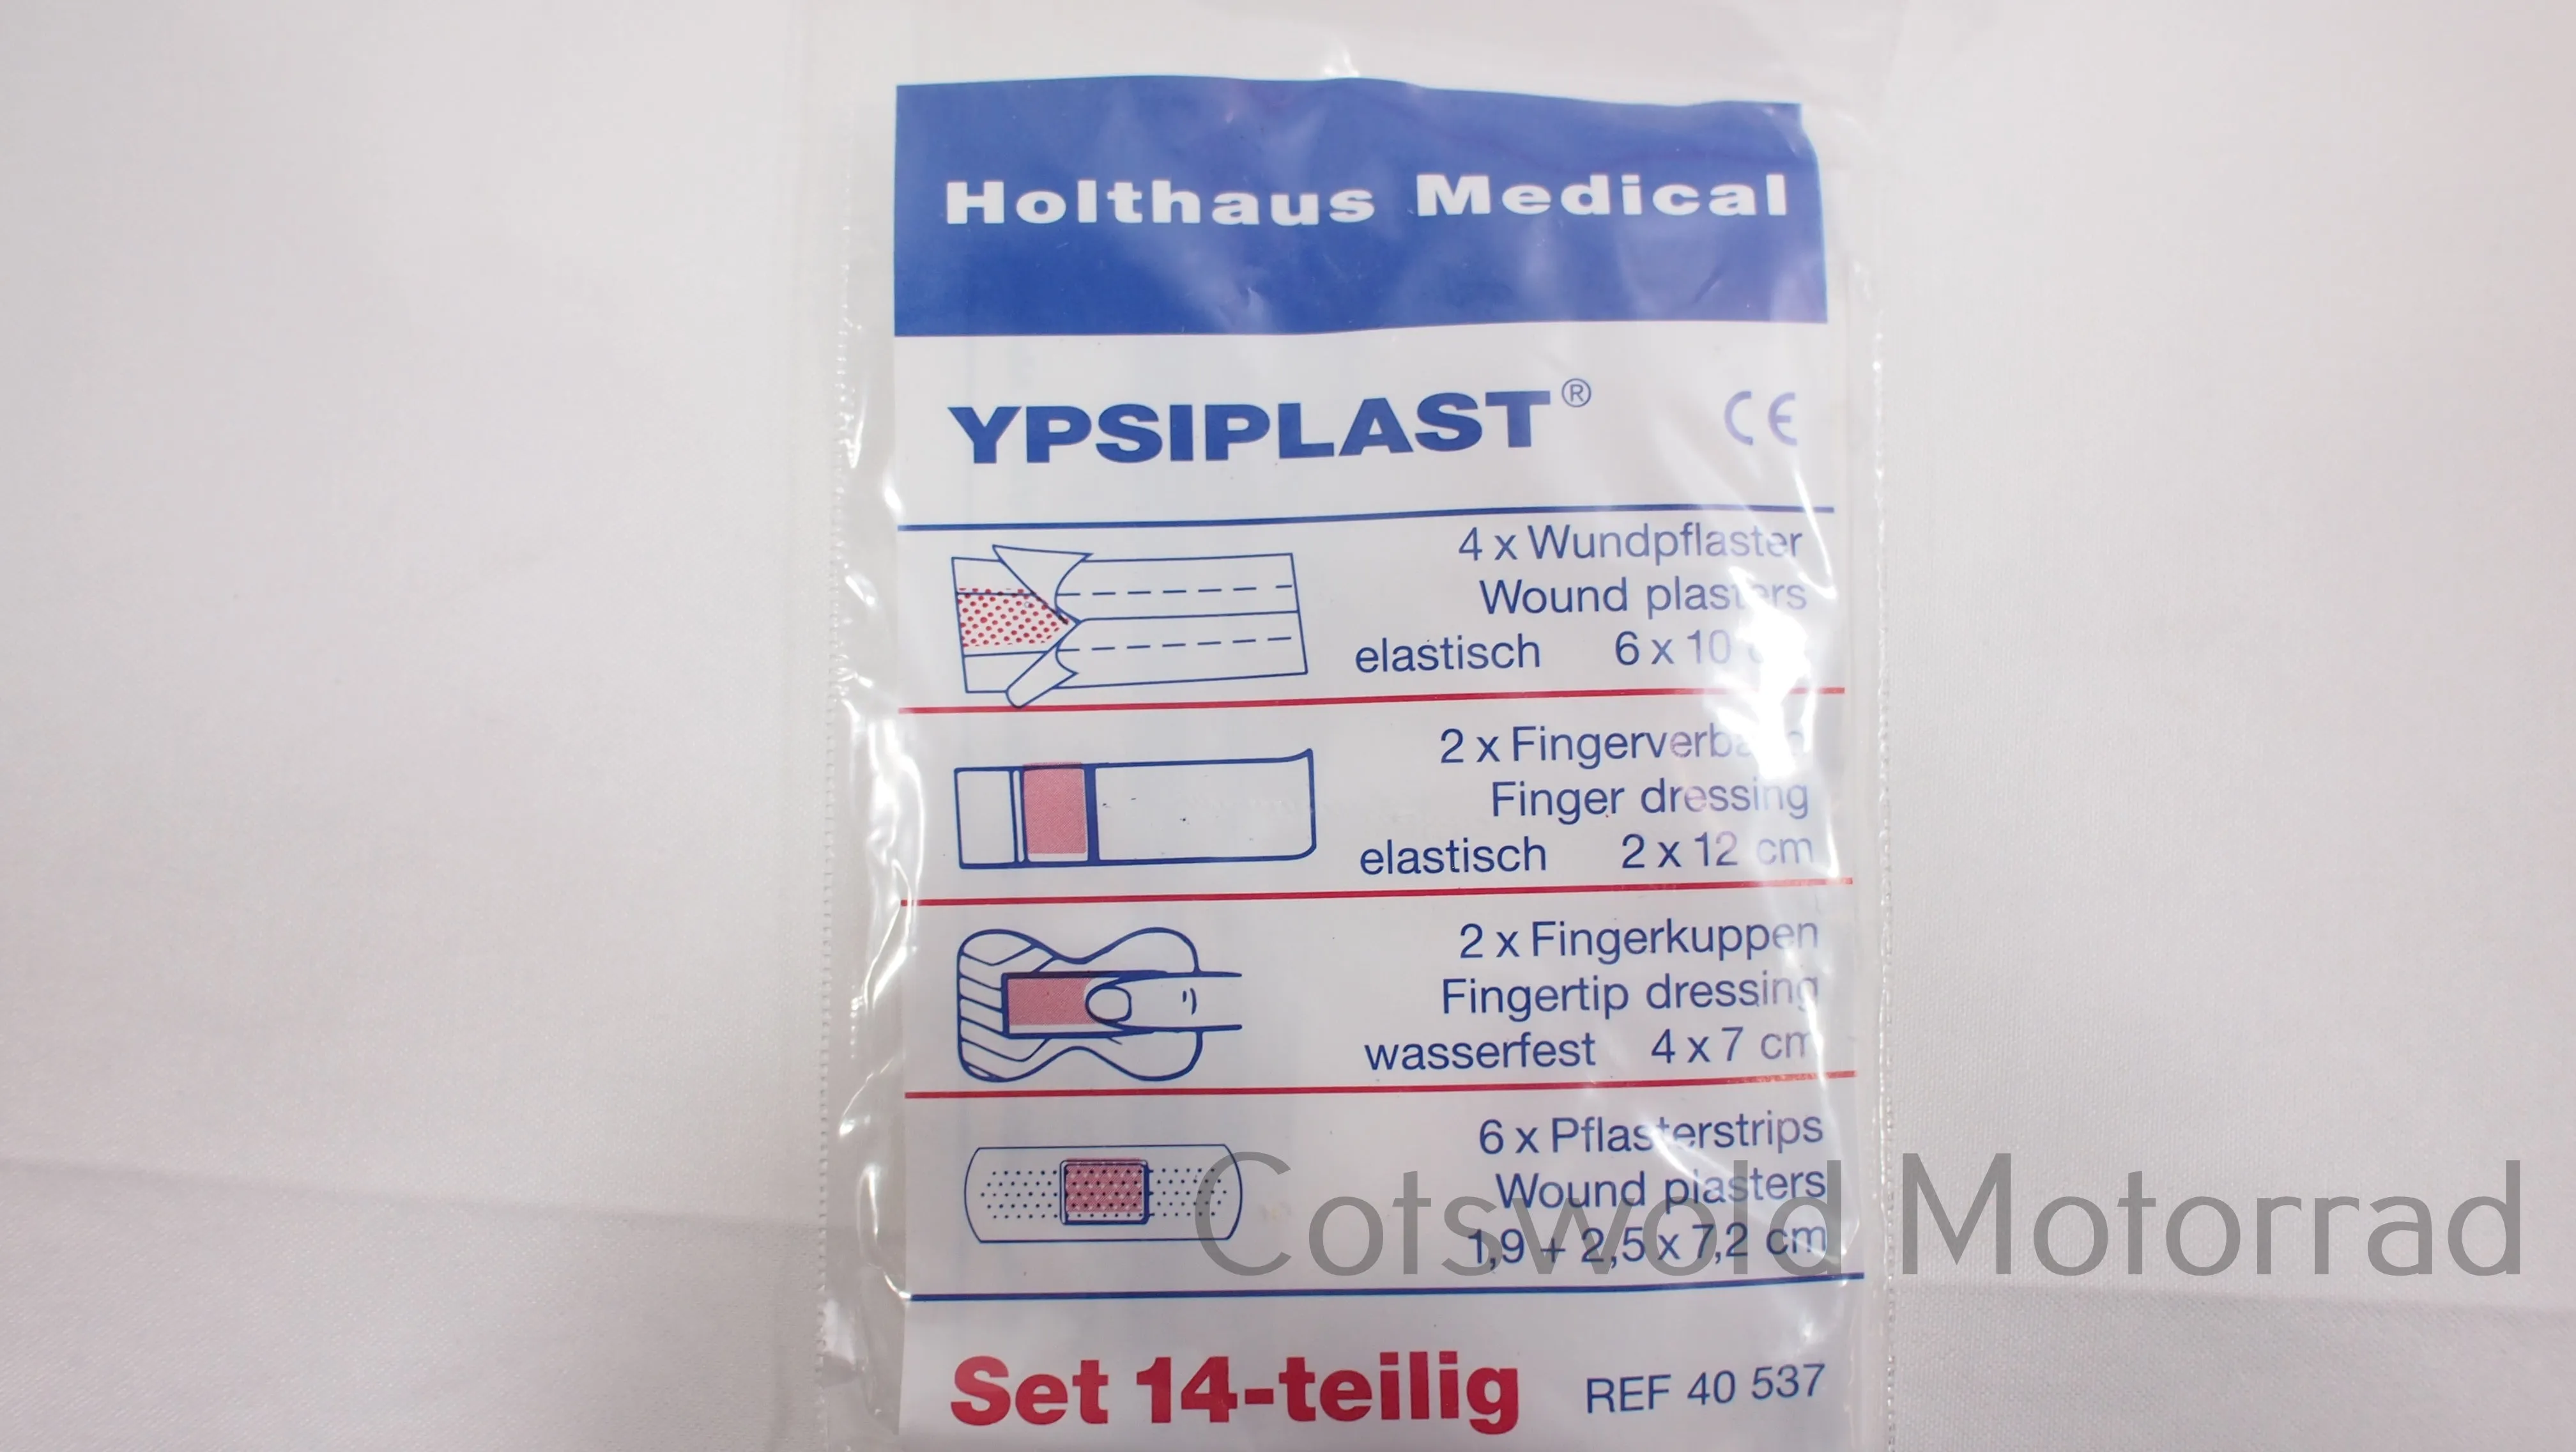 Holthaus Medical
YPSIPLAST®
CE
4 x Wundpflaster
Wound plasters
elastisch 6 x 10
2 x
Finger dressing
elastisch 2 x 12 cm
2 x Fingerkuppen
Fingertip dressing
wasserfest 4 x 7 cm
6 x Pflasterstrips
Wound plasters
1,9 + 2,5 x 7,2 cm
Cotswold Motorrad
Set 14-teilig REF 40 537